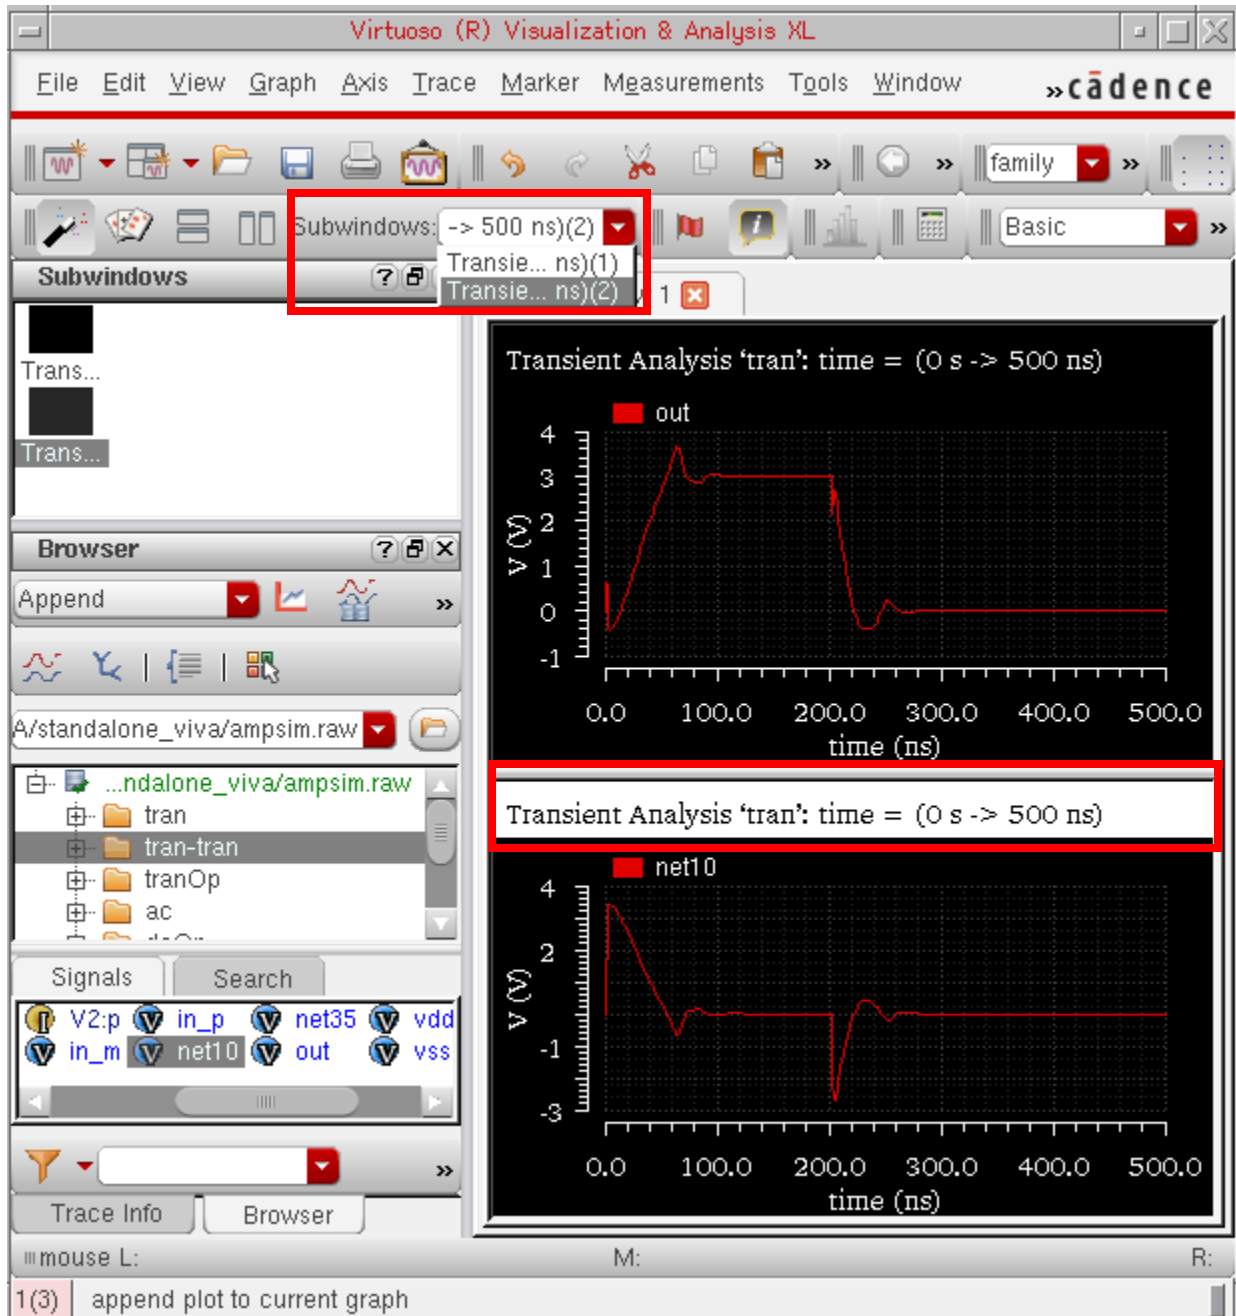 Virtuoso (R) Visualization & Analysis XL
File Edit View Graph Axis Trace Marker Measurements Tools Window » cādence
» » family »
Subwindows: -> 500 ns)(2) Basic »
Transie... ns)(1)
Transie... ns)(2)
Subwindows ? 1
Trans...
Trans...
Transient Analysis ‘tran’: time = (0 s -> 500 ns)
out
4
3
2
1
0
-1
V (V)
0.0 100.0 200.0 300.0 400.0 500.0
time (ns)
Browser ?
Append »
A/standalone_viva/ampsim.raw
...ndalone_viva/ampsim.raw
tran
tran-tran
tranOp
ac
Transient Analysis ‘tran’: time = (0 s -> 500 ns)
net10
4
2
-1
-3
V (V)
0.0 100.0 200.0 300.0 400.0 500.0
time (ns)
Signals Search
V2:p in_p net35 vdd
in_m net10 out vss
»
Trace Info Browser
mouse L: M: R:
1(3) append plot to current graph